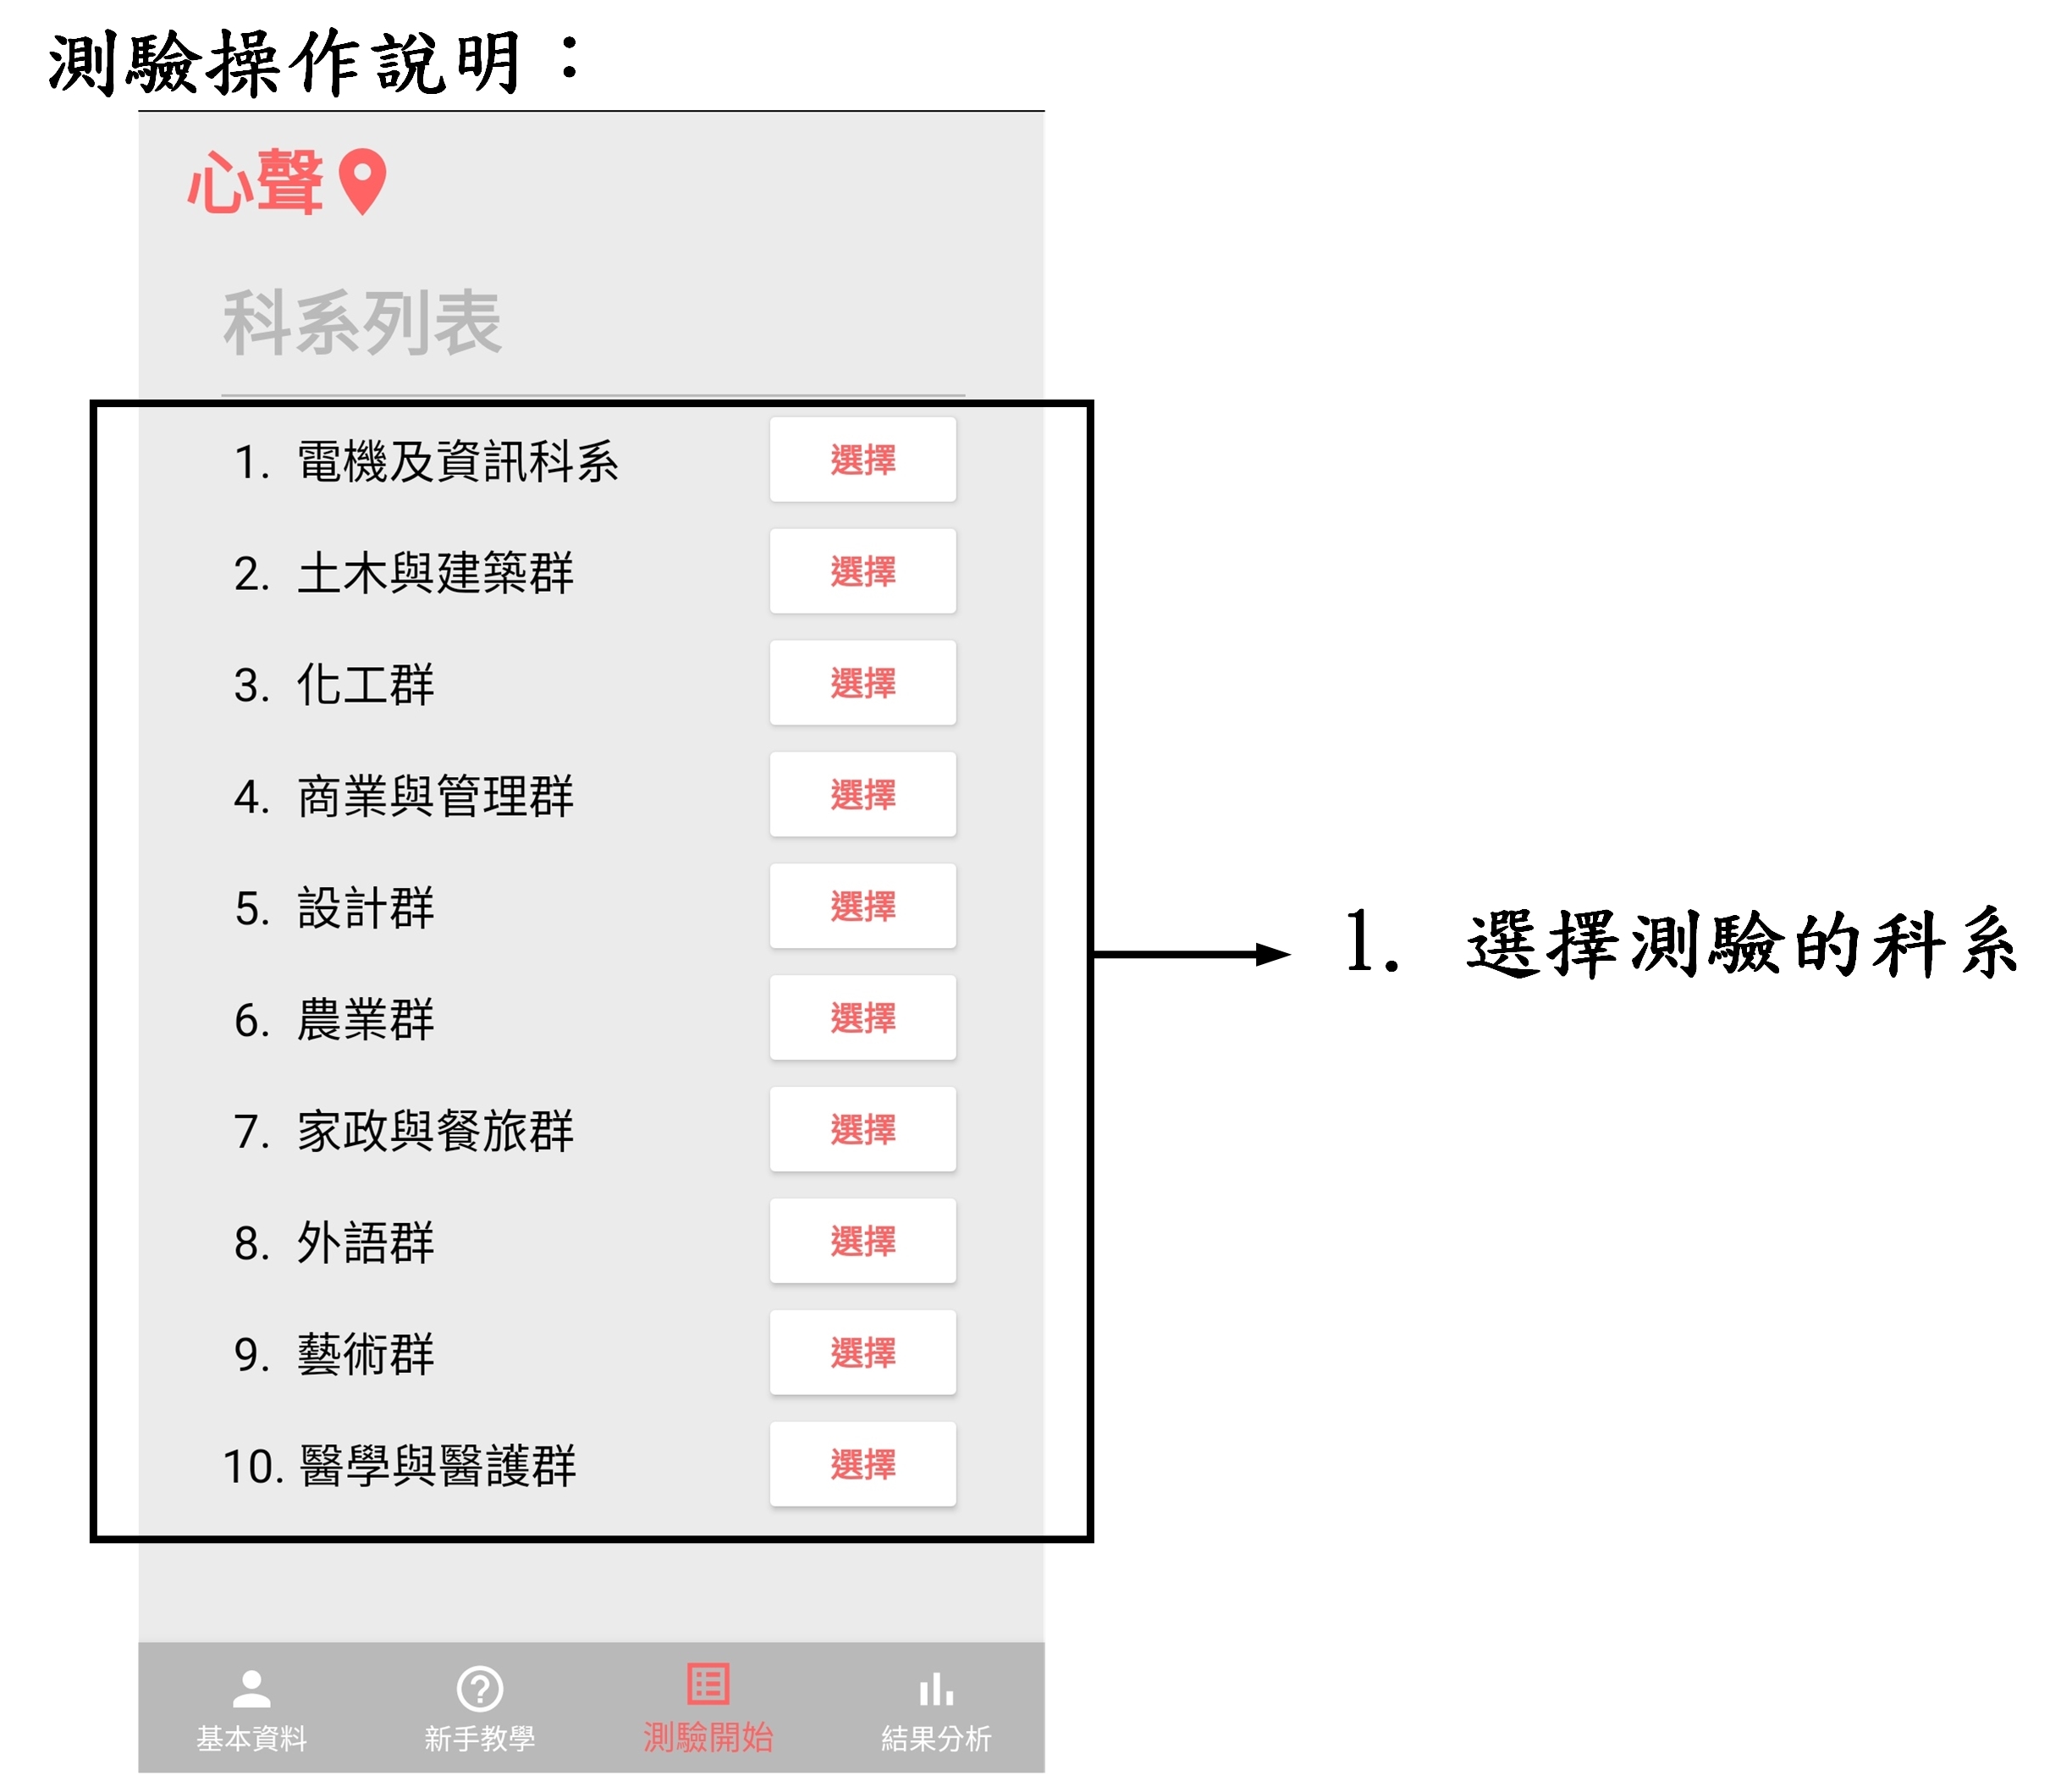 測驗操作說明：
心聲
科系列表
1. 電機及資訊科系 選擇
2. 土木與建築群 選擇
3. 化工群 選擇
4. 商業與管理群 選擇
5. 設計群 選擇
1. 選擇測驗的科系
6. 農業群 選擇
7. 家政與餐旅群 選擇
8. 外語群 選擇
9. 藝術群 選擇
10. 醫學與醫護群 選擇
基本資料 新手教學 測驗開始 結果分析